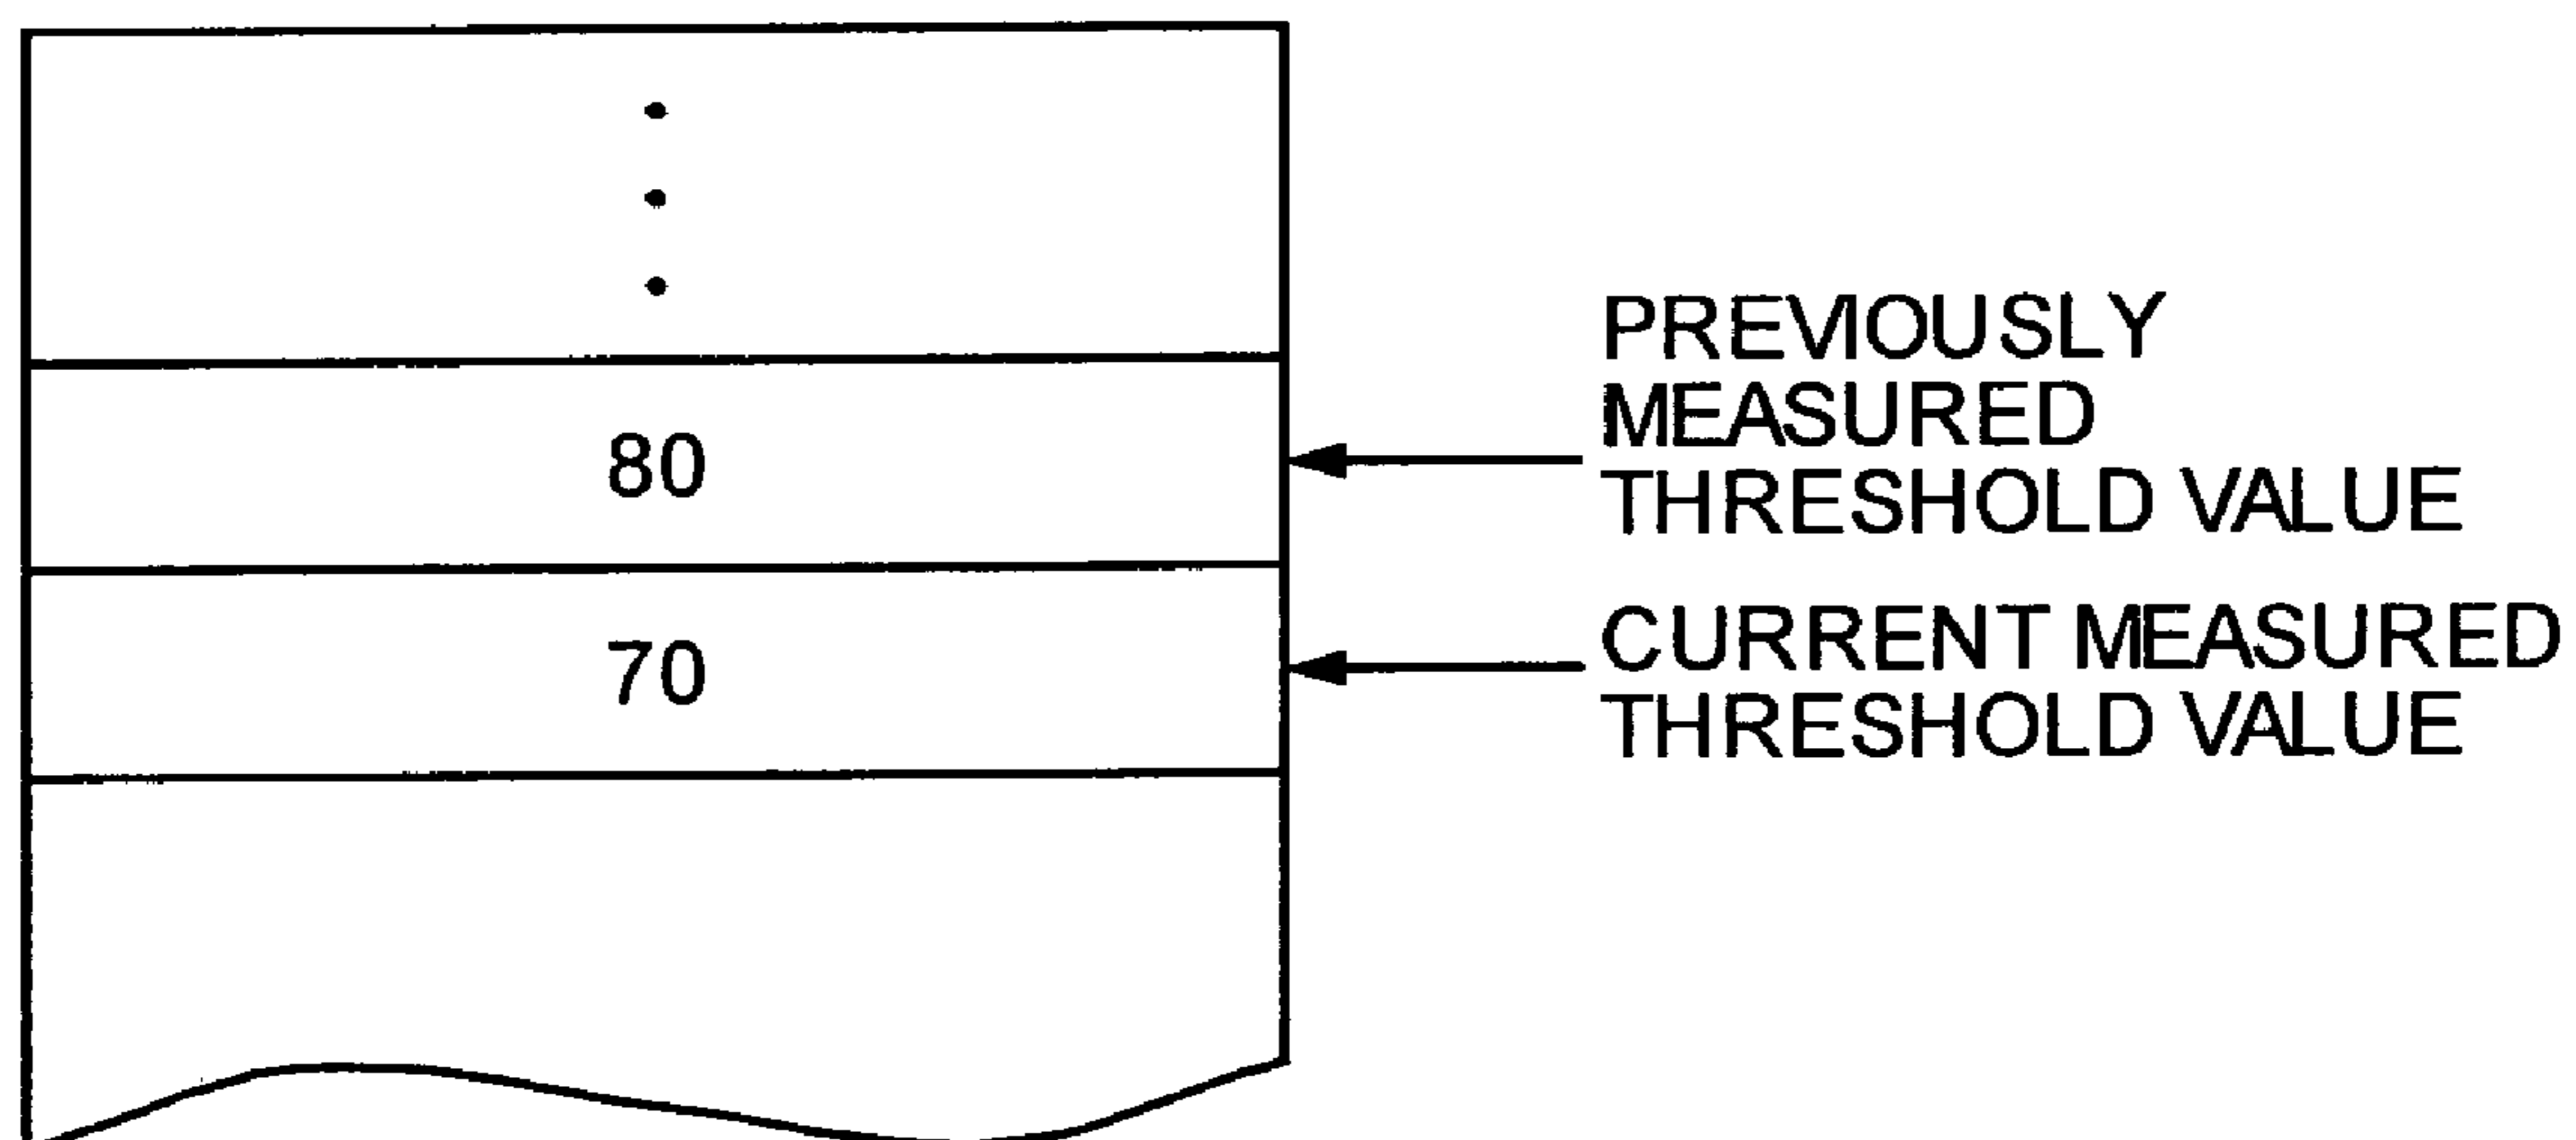 80
PREVIOUSLY
MEASURED
THRESHOLD VALUE
70
CURRENT MEASURED
THRESHOLD VALUE